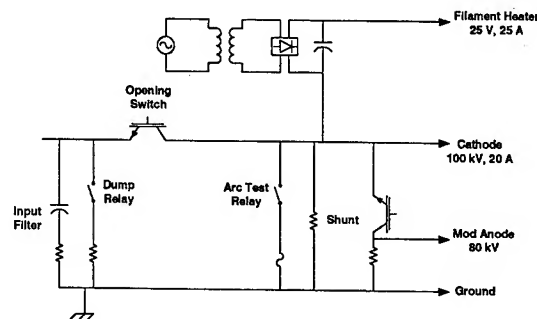 Filament Heater
25 V, 25 A
Opening
Switch
Cathode
100 kV, 20 A
Dump
Relay
Arc Test
Relay
Input
Filter
Shunt
Mod Anode
80 kV
Ground